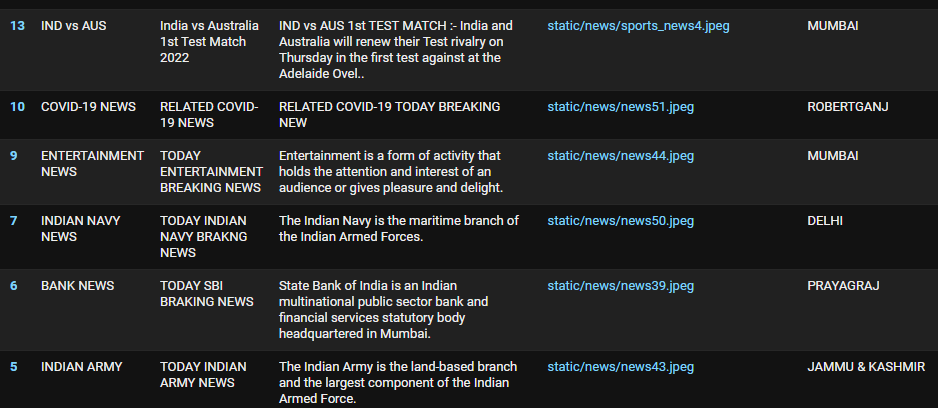 13 IND vs AUS India vs Australia IND vs AUS 1st TEST MATCH :- India and static/news/sports_news4.jpeg MUMBAI
1st Test Match Australia will renew their Test rivalry on
2022 Thursday in the first test against at the
Adelaide Ovel..
10 COVID-19 NEWS RELATED COVID- RELATED COVID-19 TODAY BREAKING static/news/news51.jpeg ROBERTGANJ
19 NEWS NEW
9 ENTERTAINMENT TODAY Entertainment is a form of activity that static/news/news44.jpeg MUMBAI
NEWS ENTERTAINMENT holds the attention and interest of an
BREAKING NEWS audience or gives pleasure and delight.
7 INDIAN NAVY TODAY INDIAN The Indian Navy is the maritime branch of static/news/news50.jpeg DELHI
NEWS NAVY BRAKNG the Indian Armed Forces.
NEWS
6 BANK NEWS TODAY SBI State Bank of India is an Indian static/news/news39.jpeg PRAYAGRAJ
BRAKING NEWS multinational public sector bank and
financial services statutory body
headquartered in Mumbai.
5 INDIAN ARMY TODAY INDIAN The Indian Army is the land-based branch static/news/news43.jpeg JAMMU & KASHMIR
ARMY NEWS and the largest component of the Indian
Armed Force.